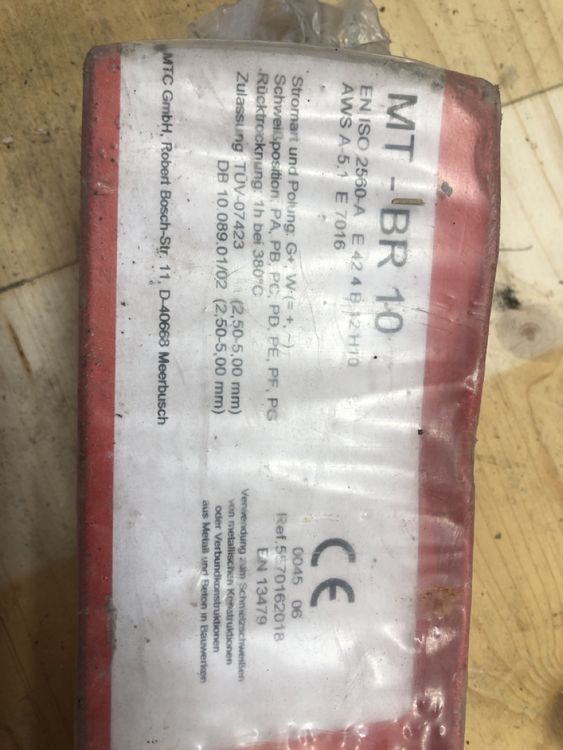 MT - BR 10
EN ISO 2560-A E 42 4 B 12 H10
AWS A-5.1 E 7016
Stromart und Polung: G+, W (= +, ~)
Schweißposition: PA, PB, PC, PD, PE, PF, PG
Rücktrocknung: 1h bei 380°C
Zulassung: TÜV-07423 (2,50-5,00 mm)
DB 10.089.01/02 (2,50-5,00 mm)
MTC GmbH, Robert Bosch-Str. 11, D-40668 Meerbusch
CE
0045 06
Ref.5570162018
EN 13479
Verwendung zum Schmelzschweißen
von metallischen Konstruktionen
oder Verbundkonstruktionen
aus Metall und Beton in Bauwerken